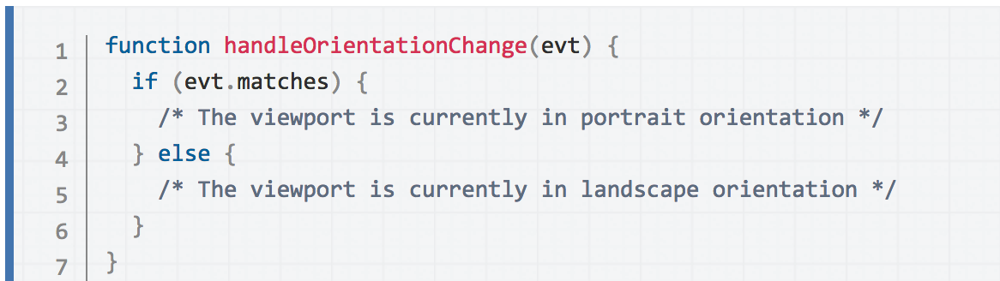 1 function handleOrientationChange(evt) {
2   if (evt.matches) {
3     /* The viewport is currently in portrait orientation */
4   } else {
5     /* The viewport is currently in landscape orientation */
6   }
7 }